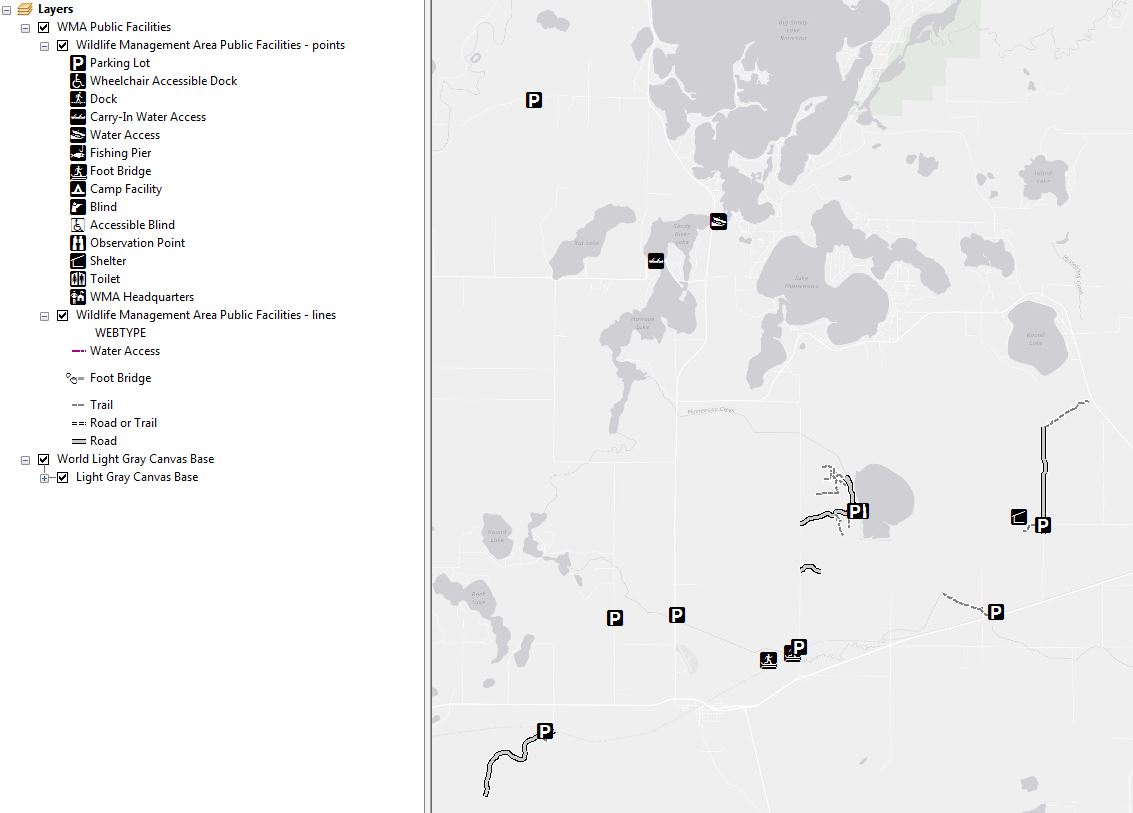 Layers
WMA Public Facilities
Wildlife Management Area Public Facilities - points
Parking Lot
Wheelchair Accessible Dock
Dock
Carry-In Water Access
Water Access
Fishing Pier
Foot Bridge
Camp Facility
Blind
Accessible Blind
Observation Point
Shelter
Toilet
WMA Headquarters
Wildlife Management Area Public Facilities - lines
WEBTYPE
Water Access
Foot Bridge
Trail
Road or Trail
Road
World Light Gray Canvas Base
Light Gray Canvas Base
Big Sandy
Lake
Reservoir
P
Island
Lake
Sandy
River
Lake
Rat Lake
Lake
Minnewawa
Round
Lake
Minnewawa Creek
P
P
Round
Lake
Rock
Lake
P
P
P
P
P